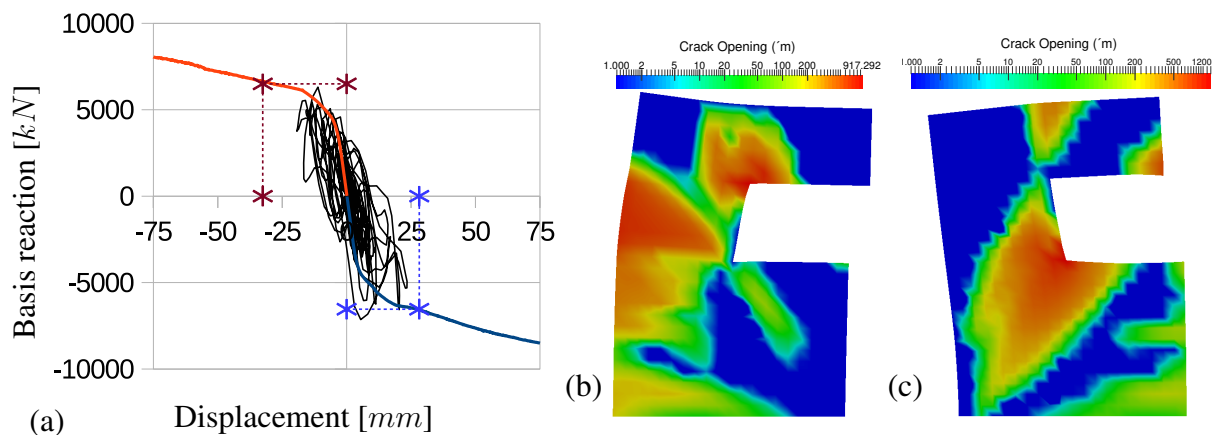 10000
5000
0
-5000
-10000
-75
-50
-25
0
25
50
75
Basis reaction [kN]
Displacement [mm]
(a)
Crack Opening (´m)
1.000 2 5 10 20 50 100 200 917.292
(b)
Crack Opening (´m)
1.000 2 5 10 20 50 100 200 500 1200
(c)